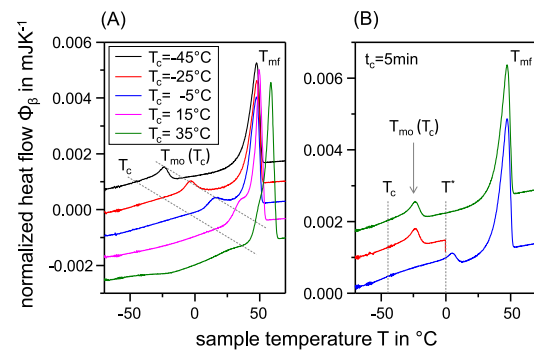 (A)
(B)
normalized heat flow Φβ in mJK⁻¹
0.006
0.004
0.002
0.000
-0.002
Tc=-45°C
Tc=-25°C
Tc= -5°C
Tc= 15°C
Tc= 35°C
Tmf
Tc
Tmo (Tc)
-50
0
50
0.006
0.004
0.002
0.000
tc=5min
Tmf
Tmo (Tc)
Tc
T*
-50
0
50
sample temperature T in °C